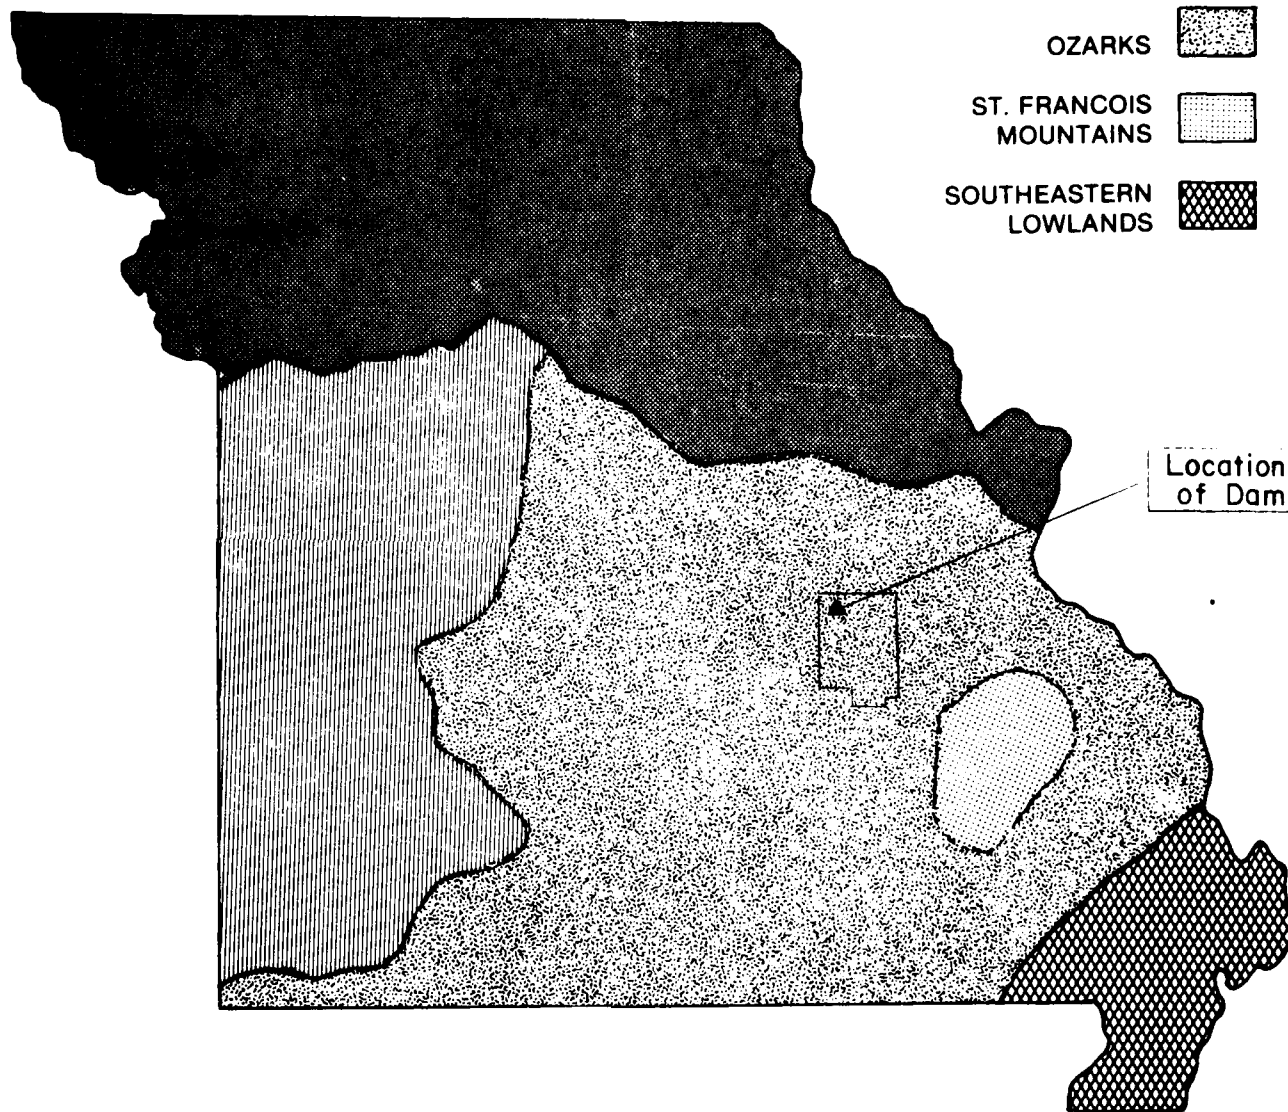 OZARKS
ST. FRANCOIS
MOUNTAINS
SOUTHEASTERN
LOWLANDS
Location
of Dam